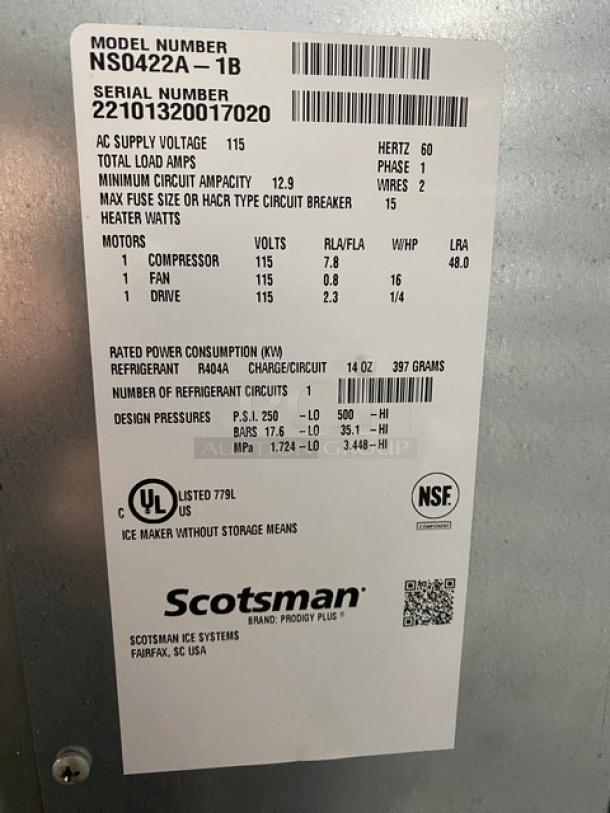 MODEL NUMBER
NS0422A-1B
SERIAL NUMBER
22101320017020
AC SUPPLY VOLTAGE 115 HERTZ 60
TOTAL LOAD AMPS PHASE 1
MINIMUM CIRCUIT AMPACITY 12.9 WIRES 2
MAX FUSE SIZE OR HACR TYPE CIRCUIT BREAKER 15
HEATER WATTS
MOTORS VOLTS RLA/FLA W/HP LRA
1 COMPRESSOR 115 7.8 48.0
1 FAN 115 0.8 16
1 DRIVE 115 2.3 1/4
RATED POWER CONSUMPTION (KW)
REFRIGERANT R404A CHARGE/CIRCUIT 14 OZ 397 GRAMS
NUMBER OF REFRIGERANT CIRCUITS 1
DESIGN PRESSURES P.S.I. 250 -LO 500 -HI
BARS 17.6 -LO 35.1 -HI
MPa 1.724 -LO 3.448-HI
AUCTION GROUP
C UL US LISTED 779L
NSF.
COMPONENT
ICE MAKER WITHOUT STORAGE MEANS
Scotsman®
BRAND: PRODIGY PLUS ®
SCOTSMAN ICE SYSTEMS
FAIRFAX, SC USA